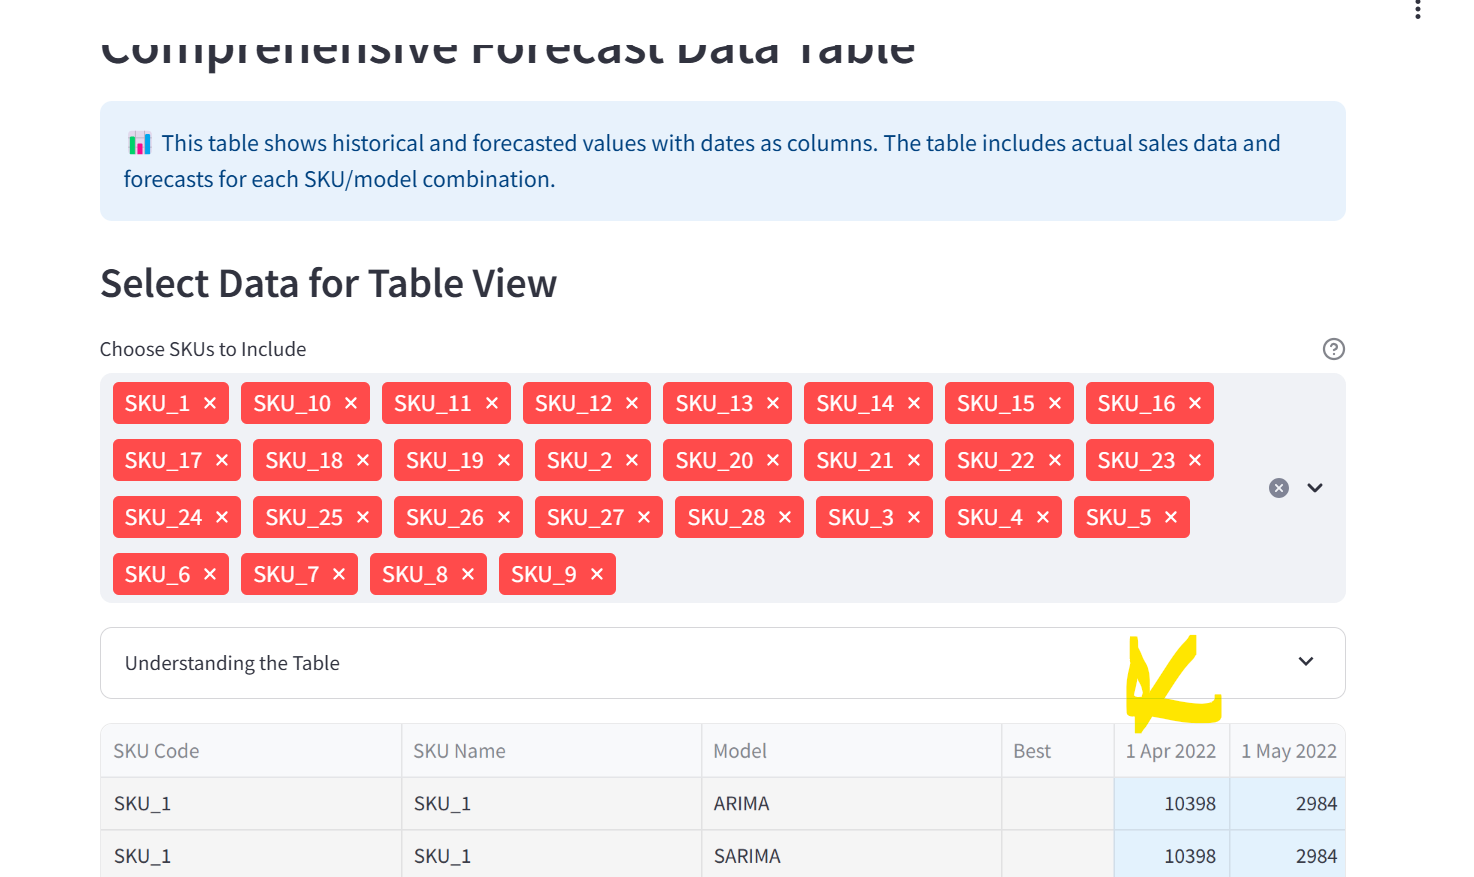 Comprehensive Forecast Data Table
This table shows historical and forecasted values with dates as columns. The table includes actual sales data and
forecasts for each SKU/model combination.
Select Data for Table View
Choose SKUs to Include
SKU_1 SKU_10 SKU_11 SKU_12 SKU_13 SKU_14 SKU_15 SKU_16
SKU_17 SKU_18 SKU_19 SKU_2 SKU_20 SKU_21 SKU_22 SKU_23
SKU_24 SKU_25 SKU_26 SKU_27 SKU_28 SKU_3 SKU_4 SKU_5
SKU_6 SKU_7 SKU_8 SKU_9
Understanding the Table
SKU Code SKU Name Model Best 1 Apr 2022 1 May 2022
SKU_1 SKU_1 ARIMA 10398 2984
SKU_1 SKU_1 SARIMA 10398 2984